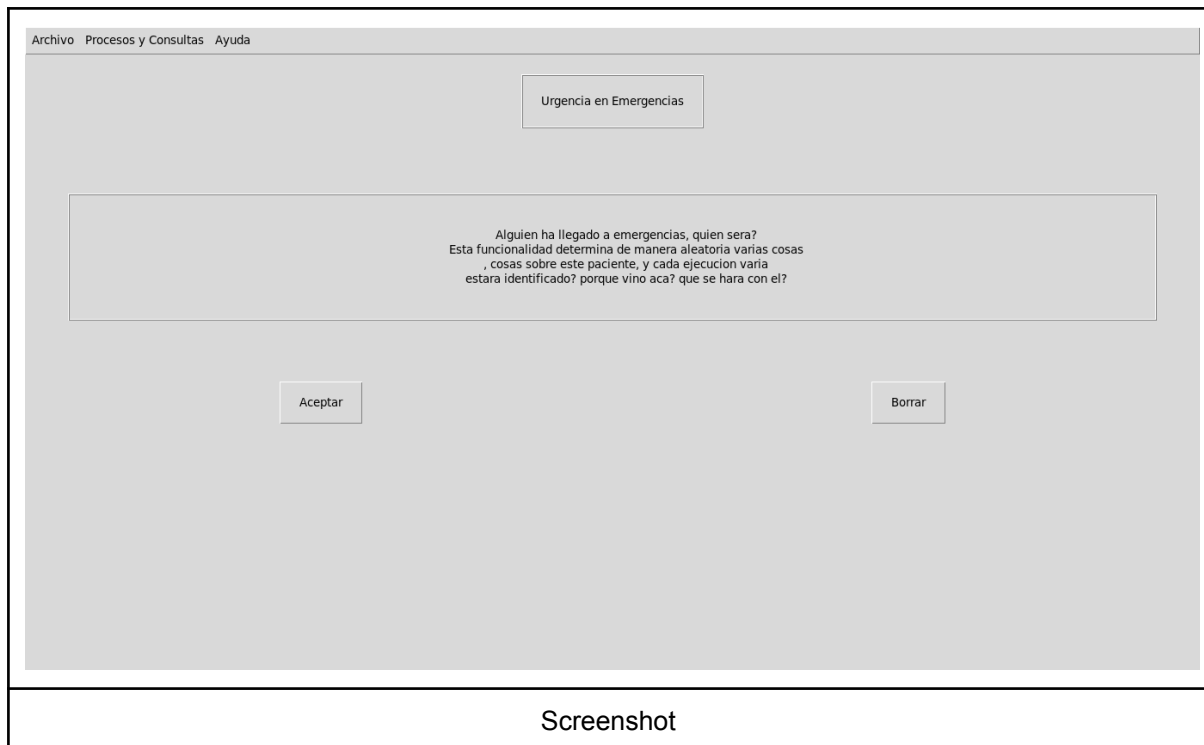 Archivo Procesos y Consultas Ayuda
Urgencia en Emergencias
Alguien ha llegado a emergencias, quien sera?
Esta funcionalidad determina de manera aleatoria varias cosas
, cosas sobre este paciente, y cada ejecucion varia
estara identificado? porque vino aca? que se hara con el?
Aceptar
Borrar
Screenshot